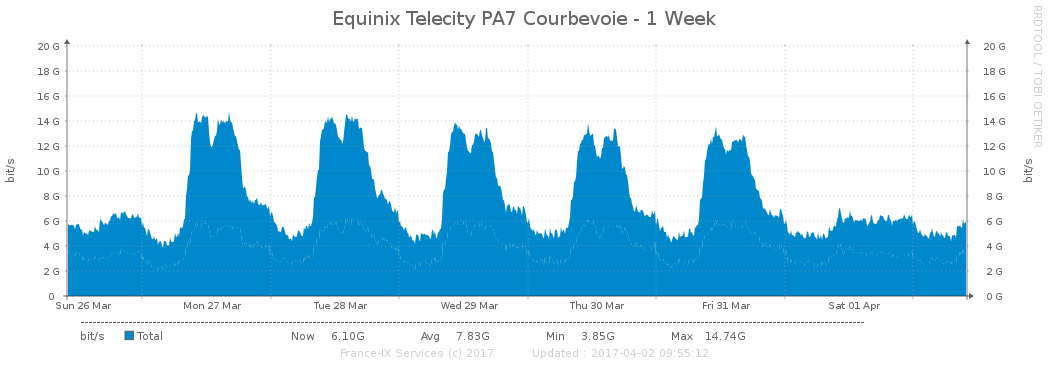 Equinix Telecity PA7 Courbevoie - 1 Week
RRDTOOL / TOBI OETIKER
20 G 20 G
18 G 18 G
16 G 16 G
14 G 14 G
12 G 12 G
10 G 10 G
8 G 8 G
6 G 6 G
4 G 4 G
2 G 2 G
0 0 G
bit/s
bit/s
Sun 26 Mar Mon 27 Mar Tue 28 Mar Wed 29 Mar Thu 30 Mar Fri 31 Mar Sat 01 Apr
bit/s Total Now 6.10G Avg 7.83G Min 3.85G Max 14.74G
France-IX Services (c) 2017 Updated : 2017-04-02 09:55:12